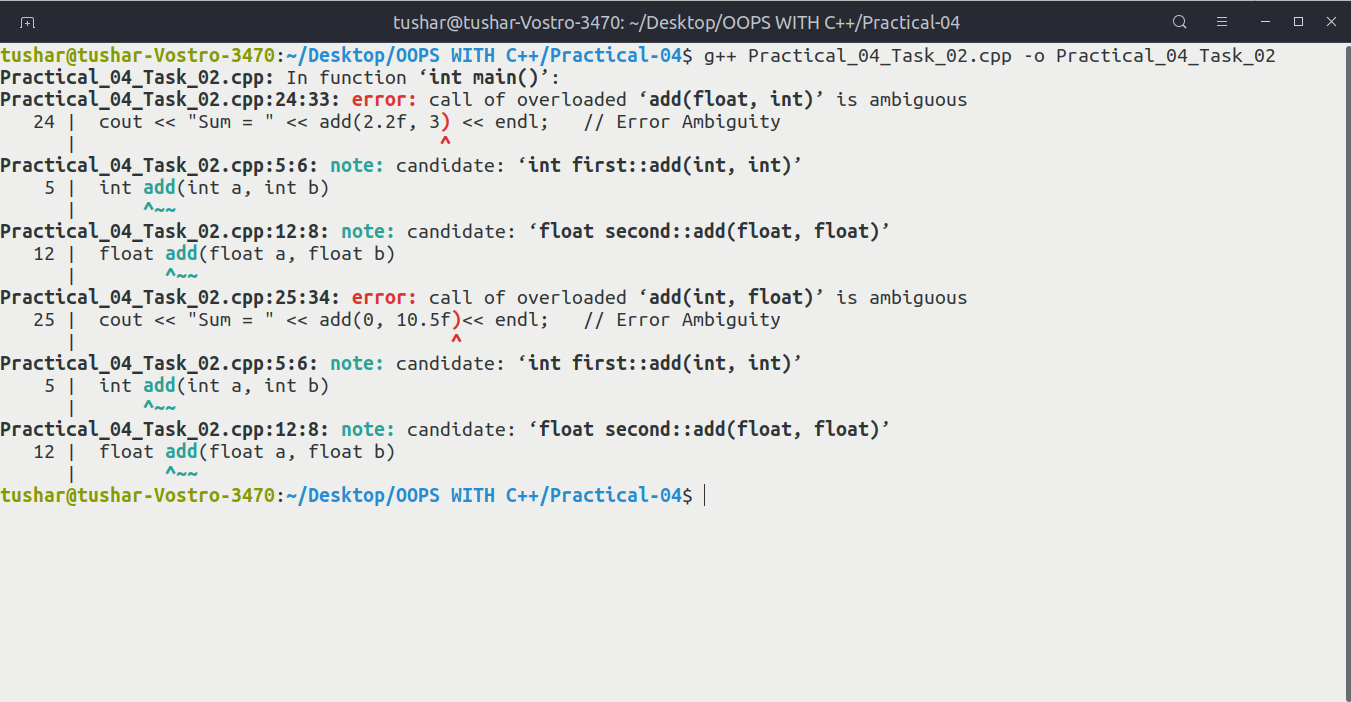 tushar@tushar-Vostro-3470: ~/Desktop/OOPS WITH C++/Practical-04
tushar@tushar-Vostro-3470:~/Desktop/OOPS WITH C++/Practical-04$ g++ Practical_04_Task_02.cpp -o Practical_04_Task_02
Practical_04_Task_02.cpp: In function ‘int main()’:
Practical_04_Task_02.cpp:24:33: error: call of overloaded ‘add(float, int)’ is ambiguous
   24 |  cout << "Sum = " << add(2.2f, 3) << endl;   // Error Ambiguity
      |                                 ^
Practical_04_Task_02.cpp:5:6: note: candidate: ‘int first::add(int, int)’
    5 |  int add(int a, int b)
      |      ^~~
Practical_04_Task_02.cpp:12:8: note: candidate: ‘float second::add(float, float)’
   12 |  float add(float a, float b)
      |        ^~~
Practical_04_Task_02.cpp:25:34: error: call of overloaded ‘add(int, float)’ is ambiguous
   25 |  cout << "Sum = " << add(0, 10.5f)<< endl;   // Error Ambiguity
      |                                  ^
Practical_04_Task_02.cpp:5:6: note: candidate: ‘int first::add(int, int)’
    5 |  int add(int a, int b)
      |      ^~~
Practical_04_Task_02.cpp:12:8: note: candidate: ‘float second::add(float, float)’
   12 |  float add(float a, float b)
      |        ^~~
tushar@tushar-Vostro-3470:~/Desktop/OOPS WITH C++/Practical-04$